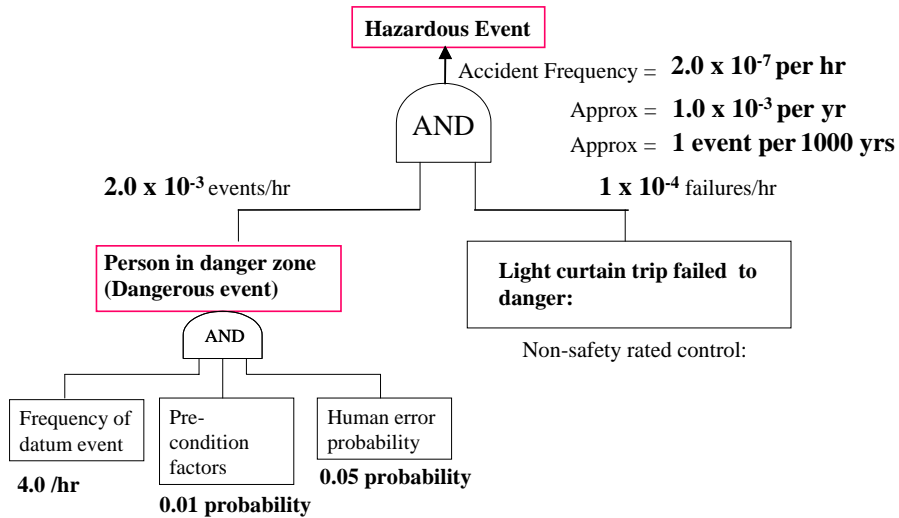 Hazardous Event
Accident Frequency = 2.0 x 10⁻⁷ per hr
Approx = 1.0 x 10⁻³ per yr
Approx = 1 event per 1000 yrs
AND
2.0 x 10⁻³ events/hr
1 x 10⁻⁴ failures/hr
Person in danger zone
(Dangerous event)
Light curtain trip failed to
danger:
AND
Non-safety rated control:
Frequency of
datum event
Pre-
condition
factors
Human error
probability
4.0 /hr
0.01 probability
0.05 probability